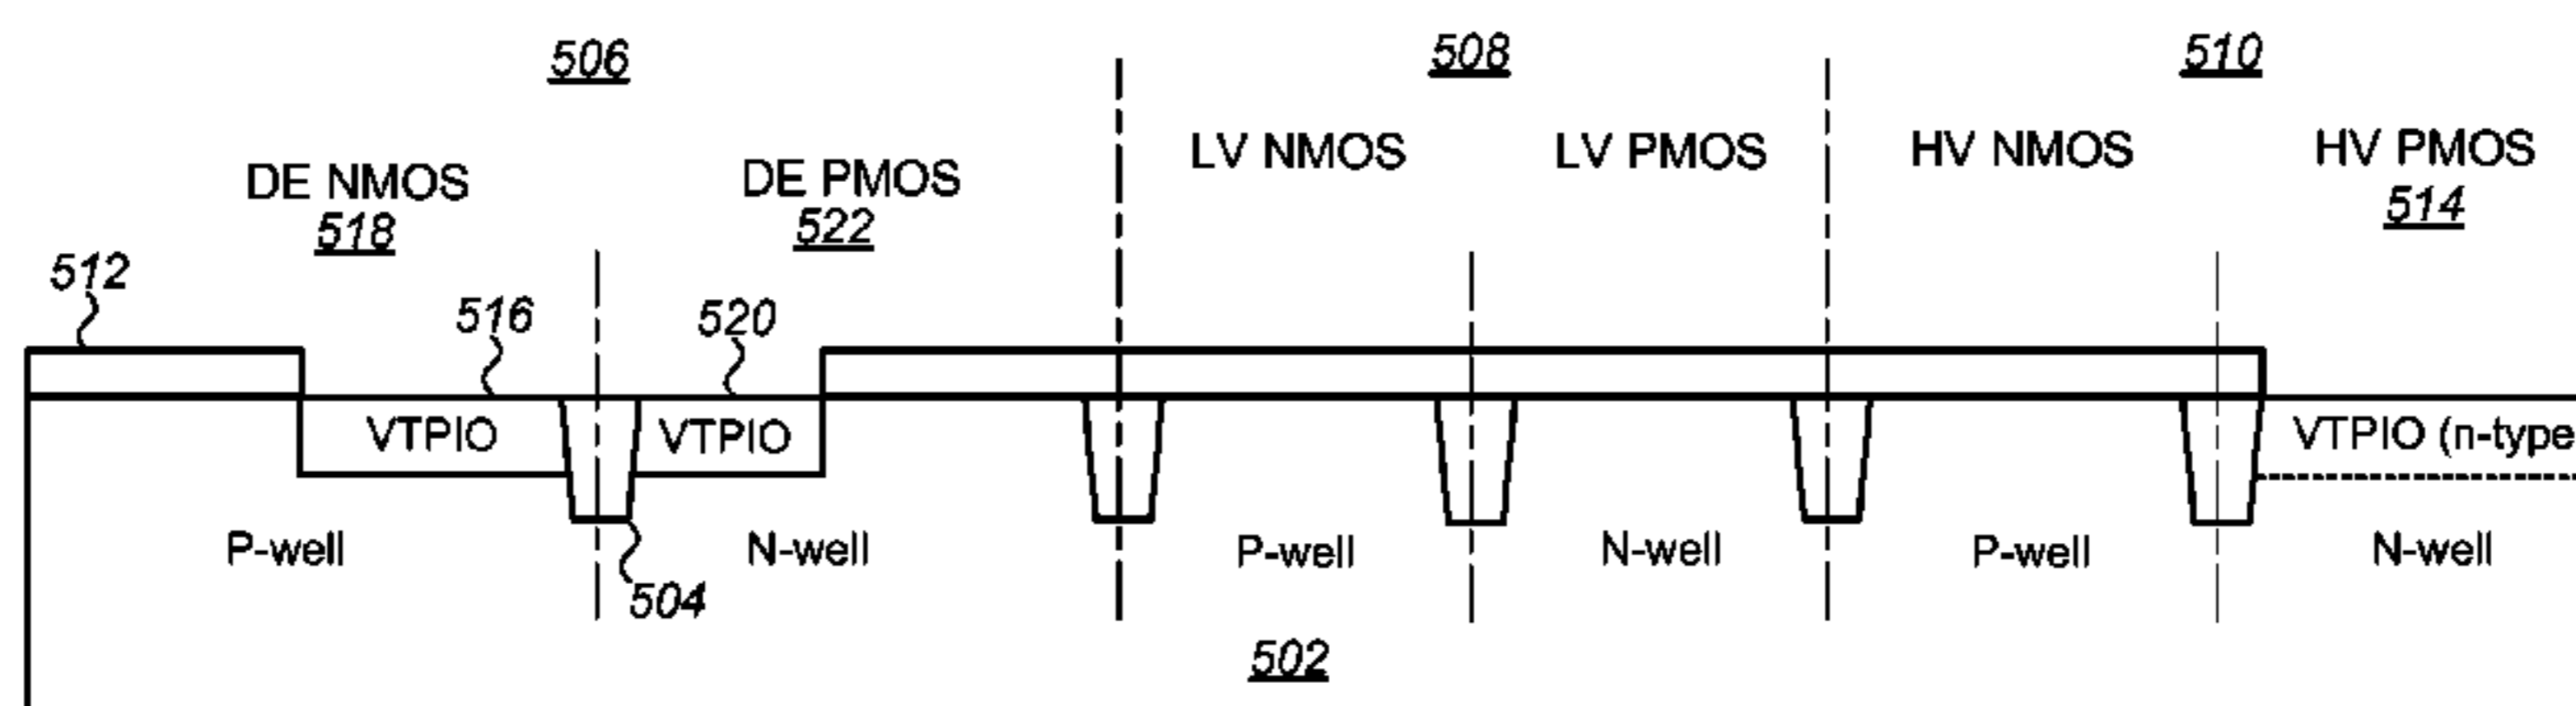 506 508 510
LV NMOS LV PMOS HV NMOS HV PMOS
DE NMOS DE PMOS 514
518 522
512
516 520
VTPIO VTPIO VTPIO (n-type
P-well N-well P-well N-well P-well N-well
504
502